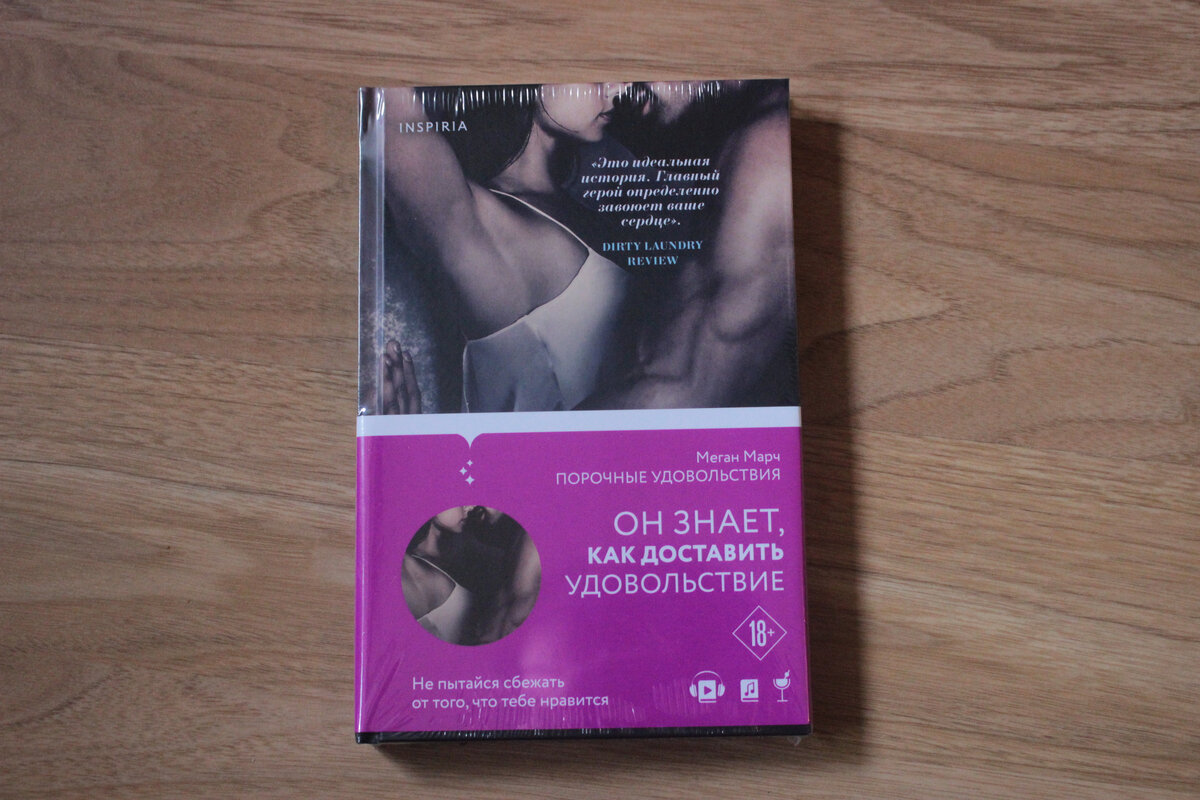 INSPIRIA
«Это идеальная
история. Главный
герой определенно
завоюет ваше
сердце».
DIRTY LAUNDRY
REVIEW
Меган Марч
ПОРОЧНЫЕ УДОВОЛЬСТВИЯ
ОН ЗНАЕТ,
КАК ДОСТАВИТЬ
УДОВОЛЬСТВИЕ
18+
Не пытайся сбежать
от того, что тебе нравится